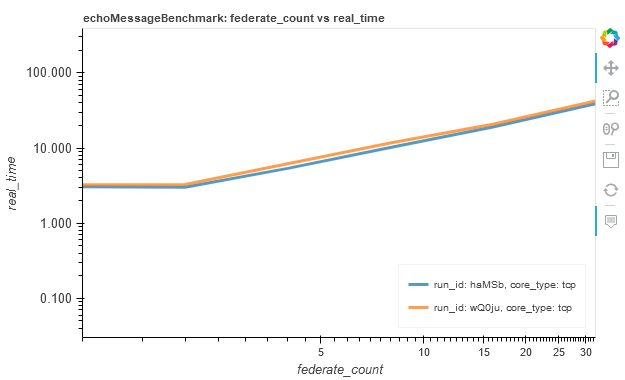 echoMessageBenchmark: federate_count vs real_time
100.000
10.000
1.000
0.100
real_time
run_id: haMSb, core_type: tcp
run_id: wQ0ju, core_type: tcp
5
10
15
20
25
30
federate_count